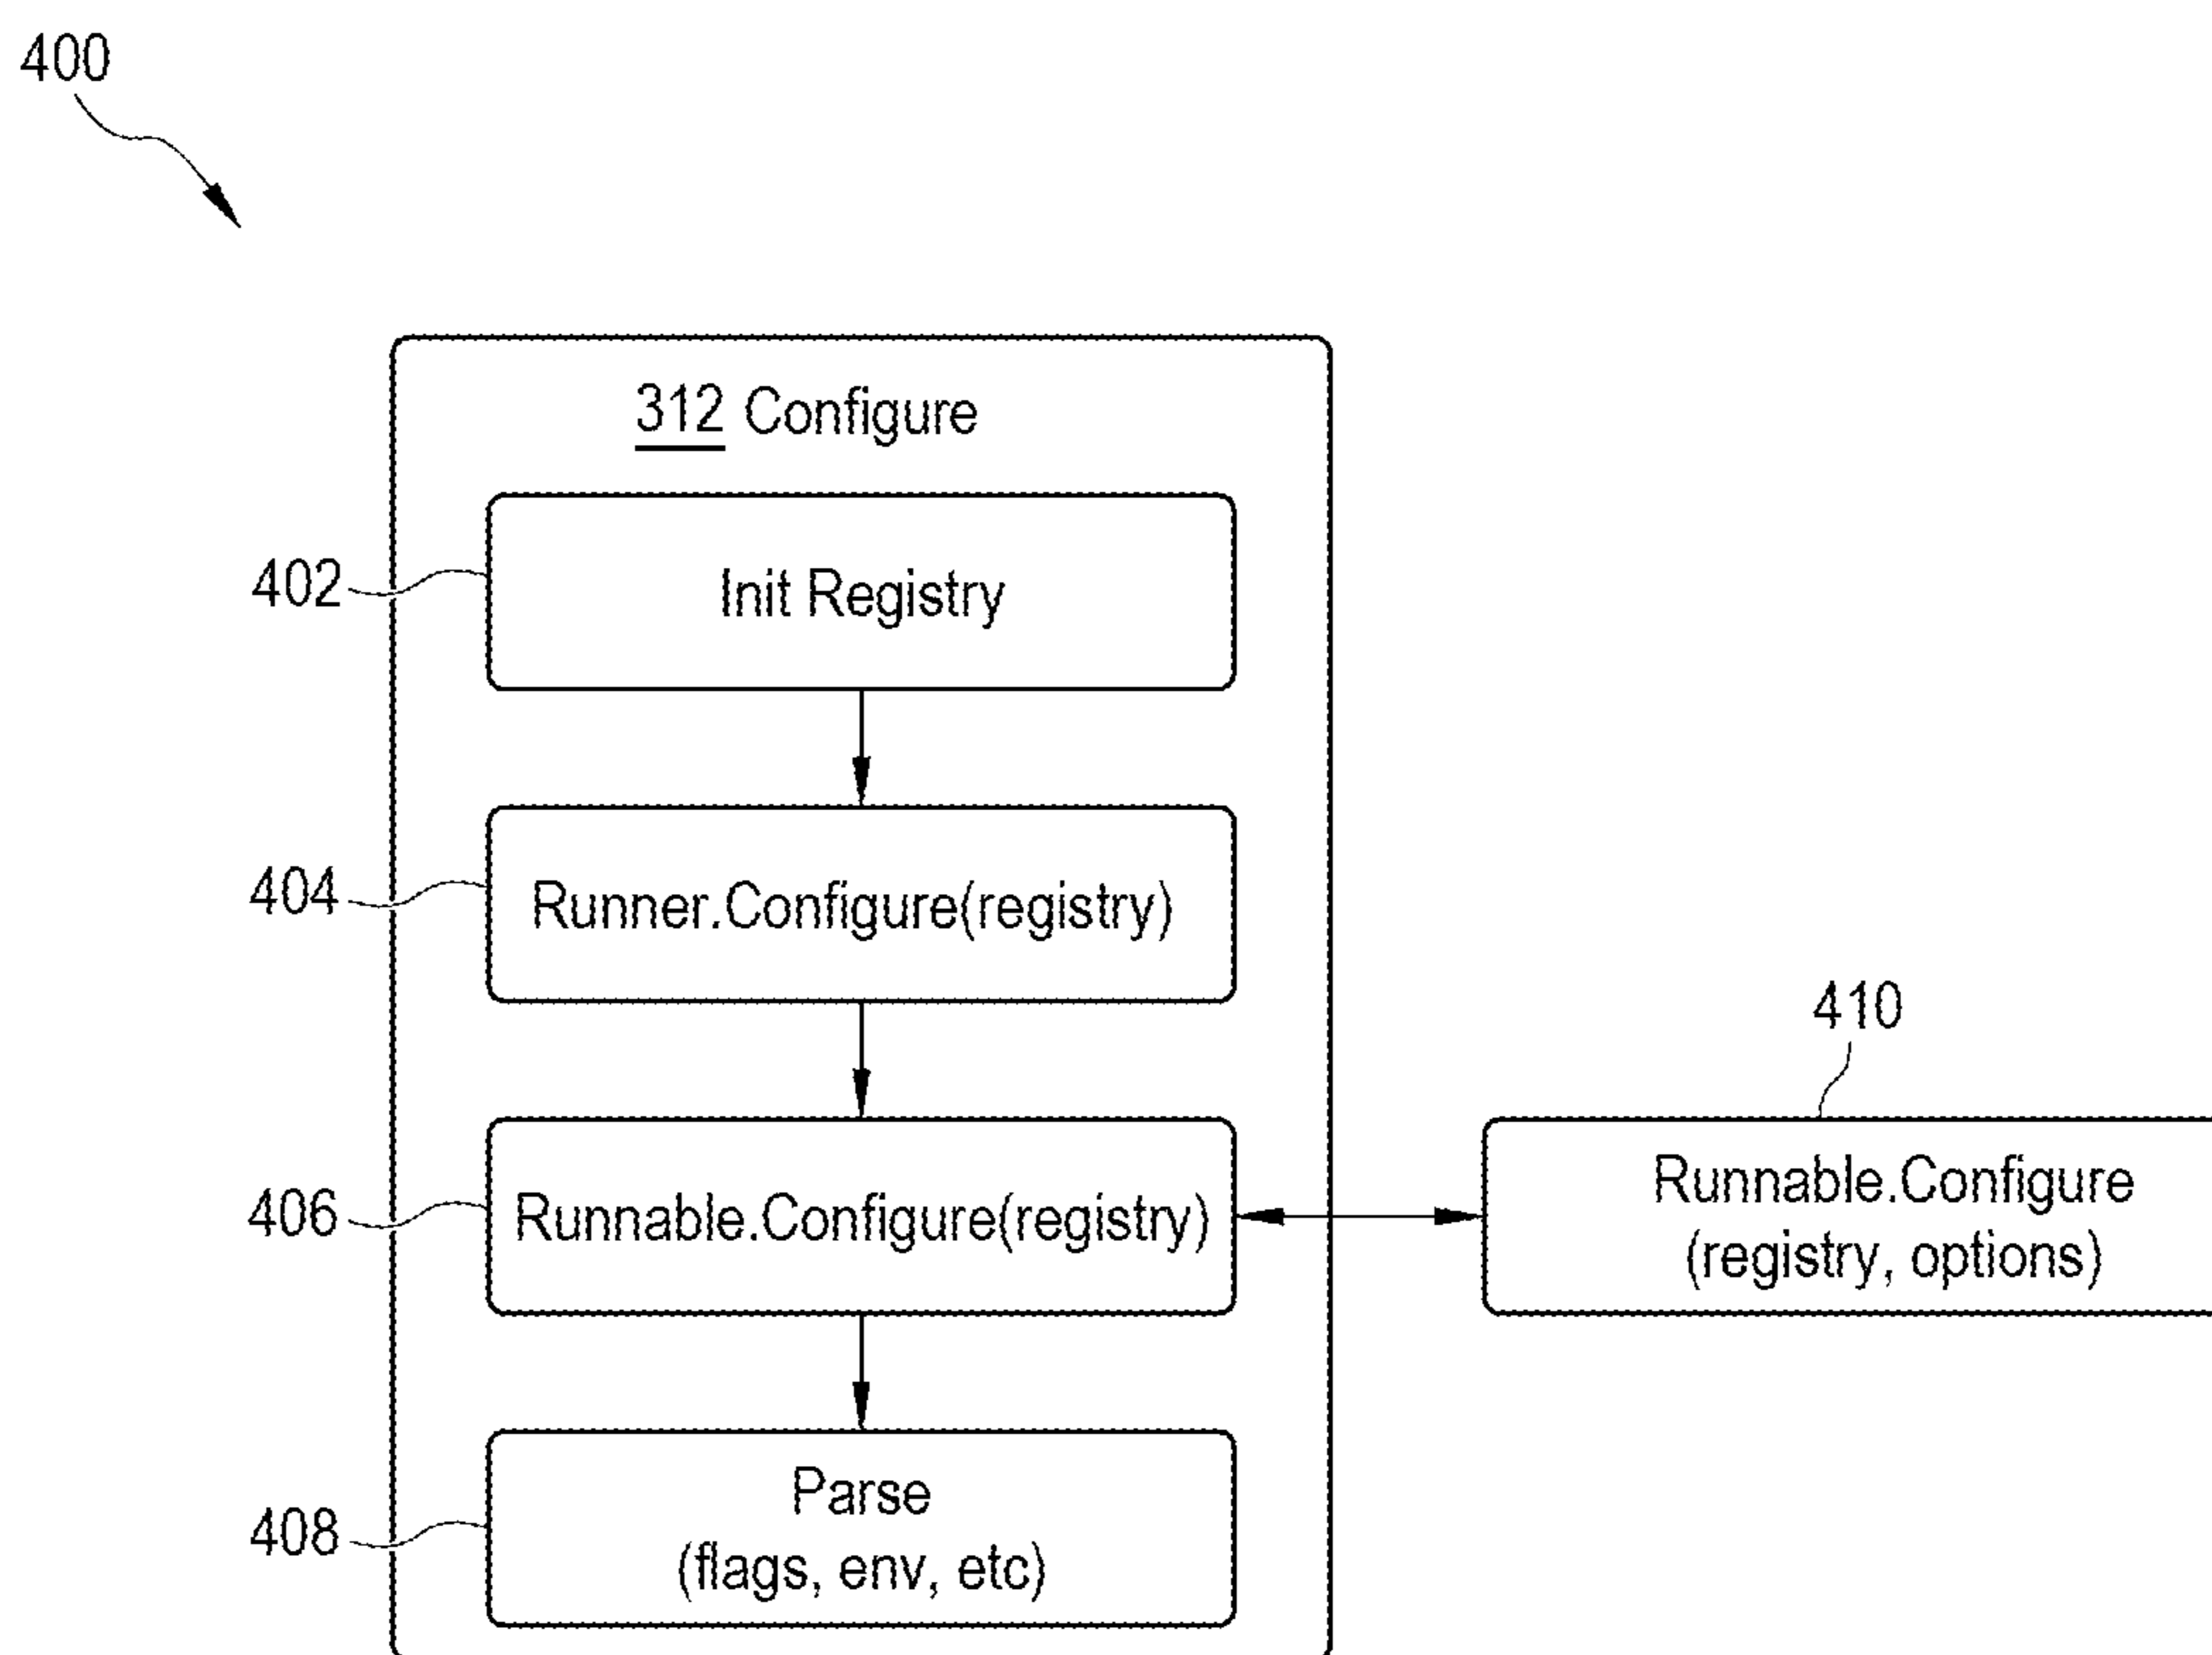 400
312 Configure
402
Init Registry
404
Runner.Configure(registry)
410
406
Runnable.Configure(registry)
Runnable.Configure
(registry, options)
408
Parse
(flags, env, etc)